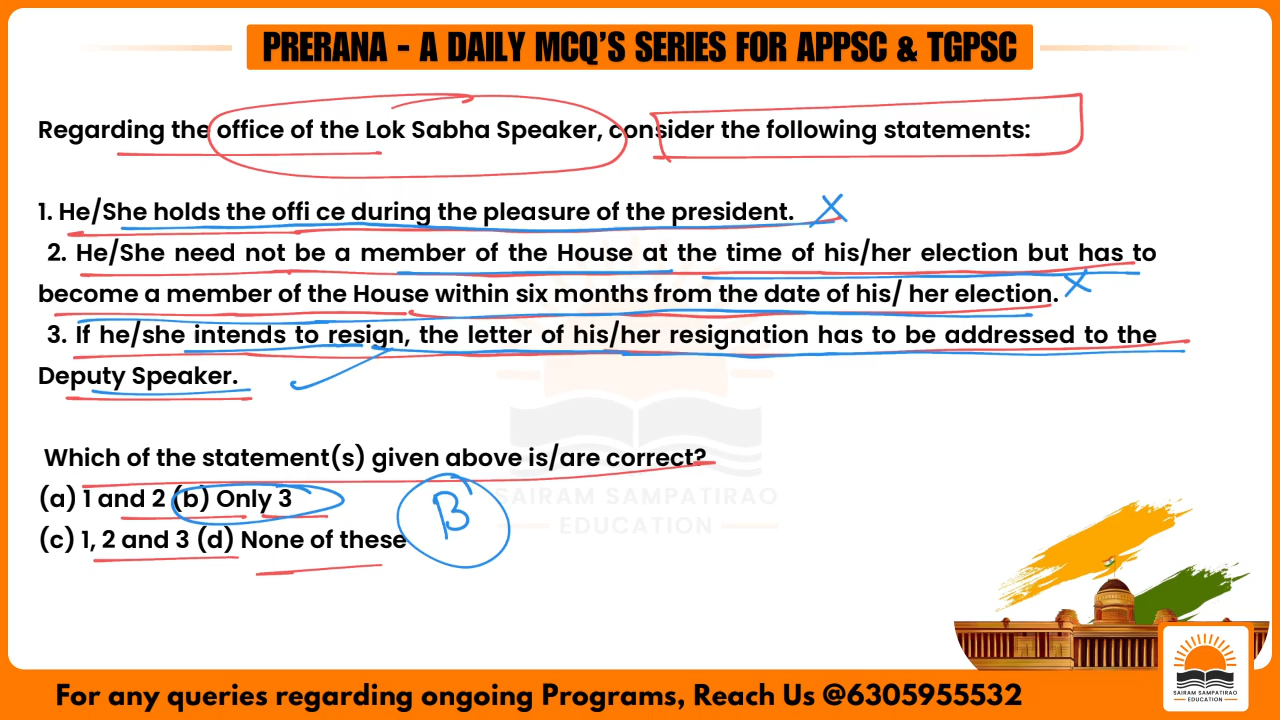 PRERANA - A DAILY MCQ'S SERIES FOR APPSC & TGPSC
Regarding the office of the Lok Sabha Speaker, consider the following statements:
1. He/She holds the offi ce during the pleasure of the president.
2. He/She need not be a member of the House at the time of his/her election but has to
become a member of the House within six months from the date of his/ her election.
3. If he/she intends to resign, the letter of his/her resignation has to be addressed to the
Deputy Speaker.
Which of the statement(s) given above is/are correct?
(a) 1 and 2 (b) Only 3
(c) 1, 2 and 3 (d) None of these
B
SAIRAM SAMPATIRAO
EDUCATION
For any queries regarding ongoing Programs, Reach Us @6305955532
SAIRAM SAMPATIRAO
EDUCATION